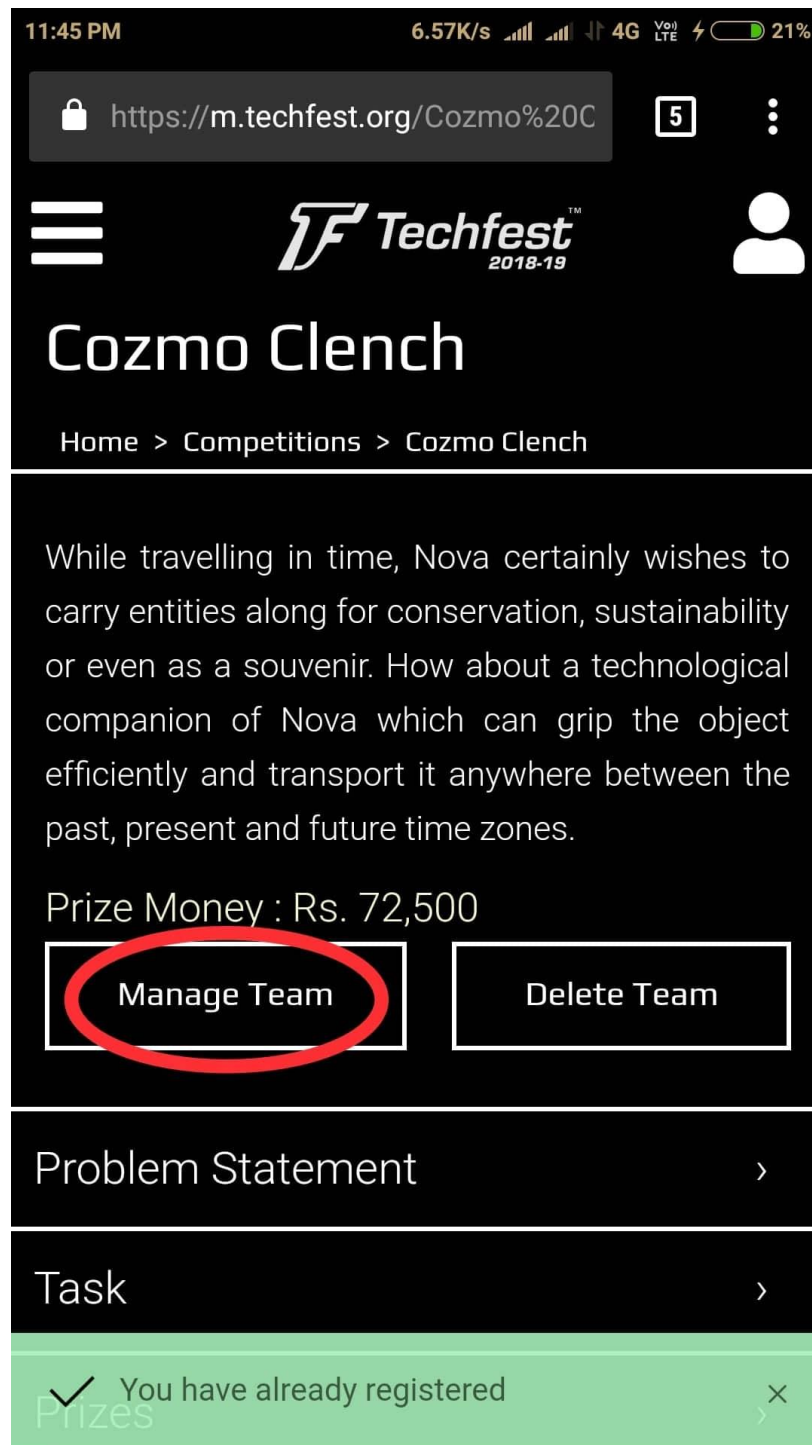 11:45 PM 6.57K/s 4G VoLTE 21%
https://m.techfest.org/Cozmo%20C 5
TF Techfest™
2018-19
Cozmo Clench
Home > Competitions > Cozmo Clench
While travelling in time, Nova certainly wishes to
carry entities along for conservation, sustainability
or even as a souvenir. How about a technological
companion of Nova which can grip the object
efficiently and transport it anywhere between the
past, present and future time zones.
Prize Money : Rs. 72,500
Manage Team Delete Team
Problem Statement ›
Task ›
You have already registered ×
Prizes ›